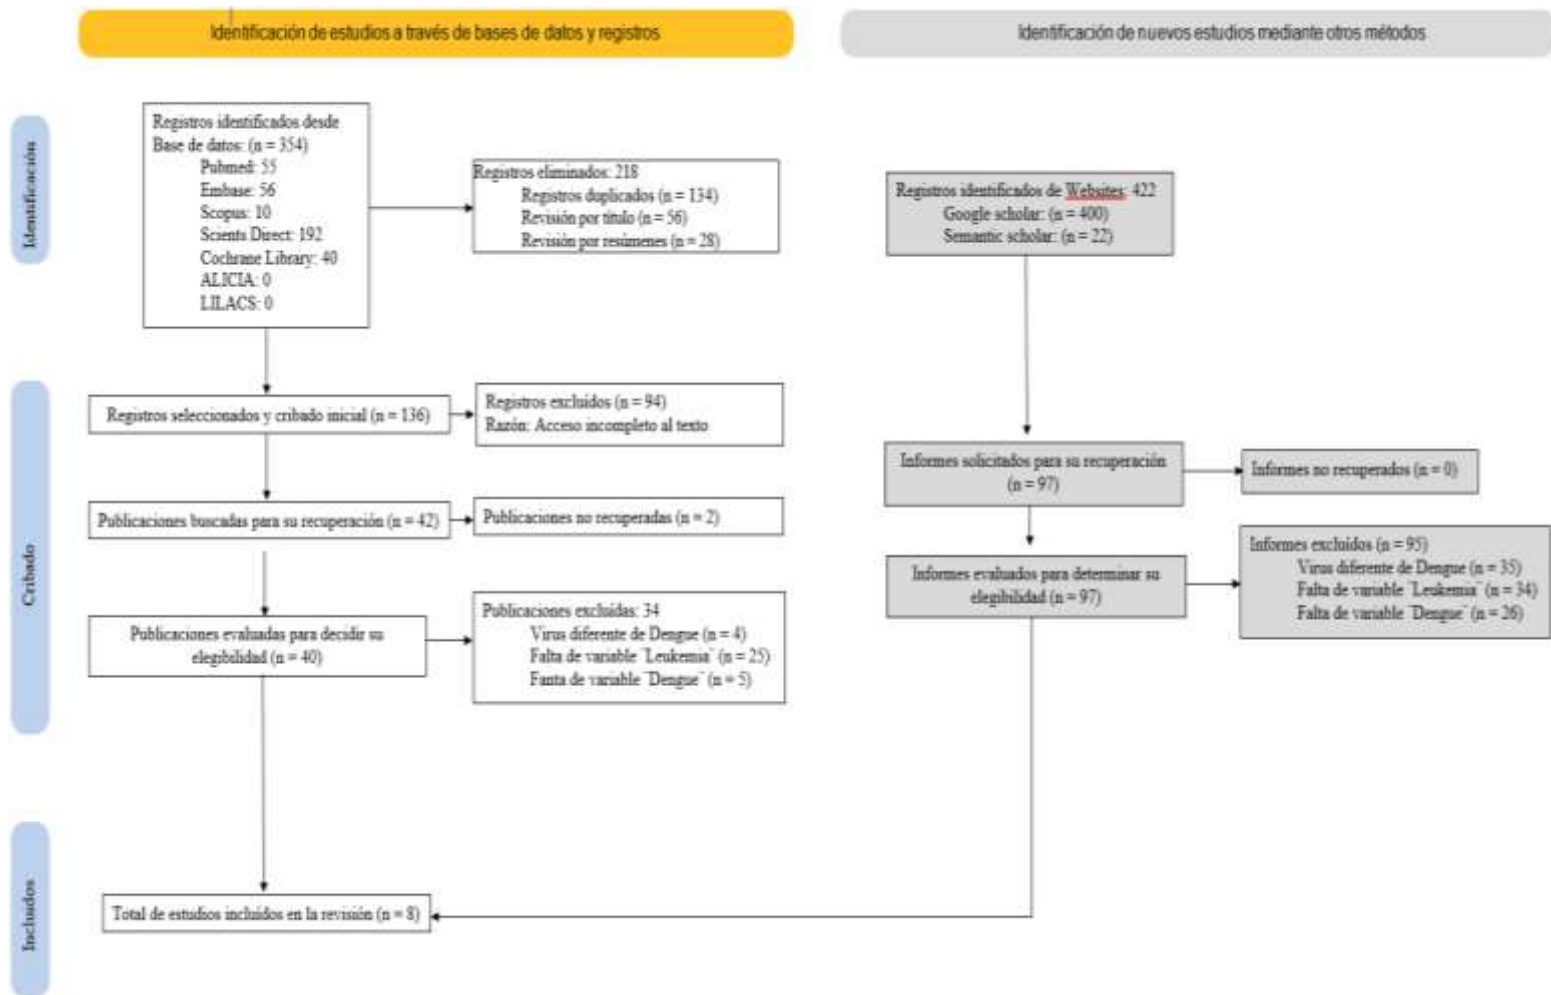 Identificación de estudios a través de bases de datos y registros
Identificación de nuevos estudios mediante otros métodos
Identificación
Registros identificados desde
Base de datos: (n = 354)
Pubmed: 55
Embase: 56
Scopus: 10
Scients Direct: 192
Cochrane Library: 40
ALICIA: 0
LILACS: 0
Registros eliminados: 218
Registros duplicados (n = 134)
Revisión por titulo (n = 56)
Revisión por resúmenes (n = 28)
Registros identificados de Websites: 422
Google scholar: (n = 400)
Semantic scholar: (n = 22)
Cribado
Registros seleccionados y cribado inicial (n = 136)
Registros excluídos (n = 94)
Razón: Acceso incompleto al texto
Informes solicitados para su recuperación
(n = 97)
Informes no recuperados (n = 0)
Publicaciones buscadas para su recuperación (n = 42)
Publicaciones no recuperadas (n = 2)
Informes evaluados para determinar su
elegibilidad (n = 97)
Informes excluídos (n = 95)
Virus diferente de Dengue (n = 35)
Falta de variable ¨Leukemia¨ (n = 34)
Falta de variable ¨Dengue¨ (n = 26)
Publicaciones evaluadas para decidir su
elegibilidad (n = 40)
Publicaciones excluídas: 34
Virus diferente de Dengue (n = 4)
Falta de variable ¨Leukemia¨ (n = 25)
Fanta de variable ¨Dengue¨ (n = 5)
Incluidos
Total de estudios incluídos en la revisión (n = 8)